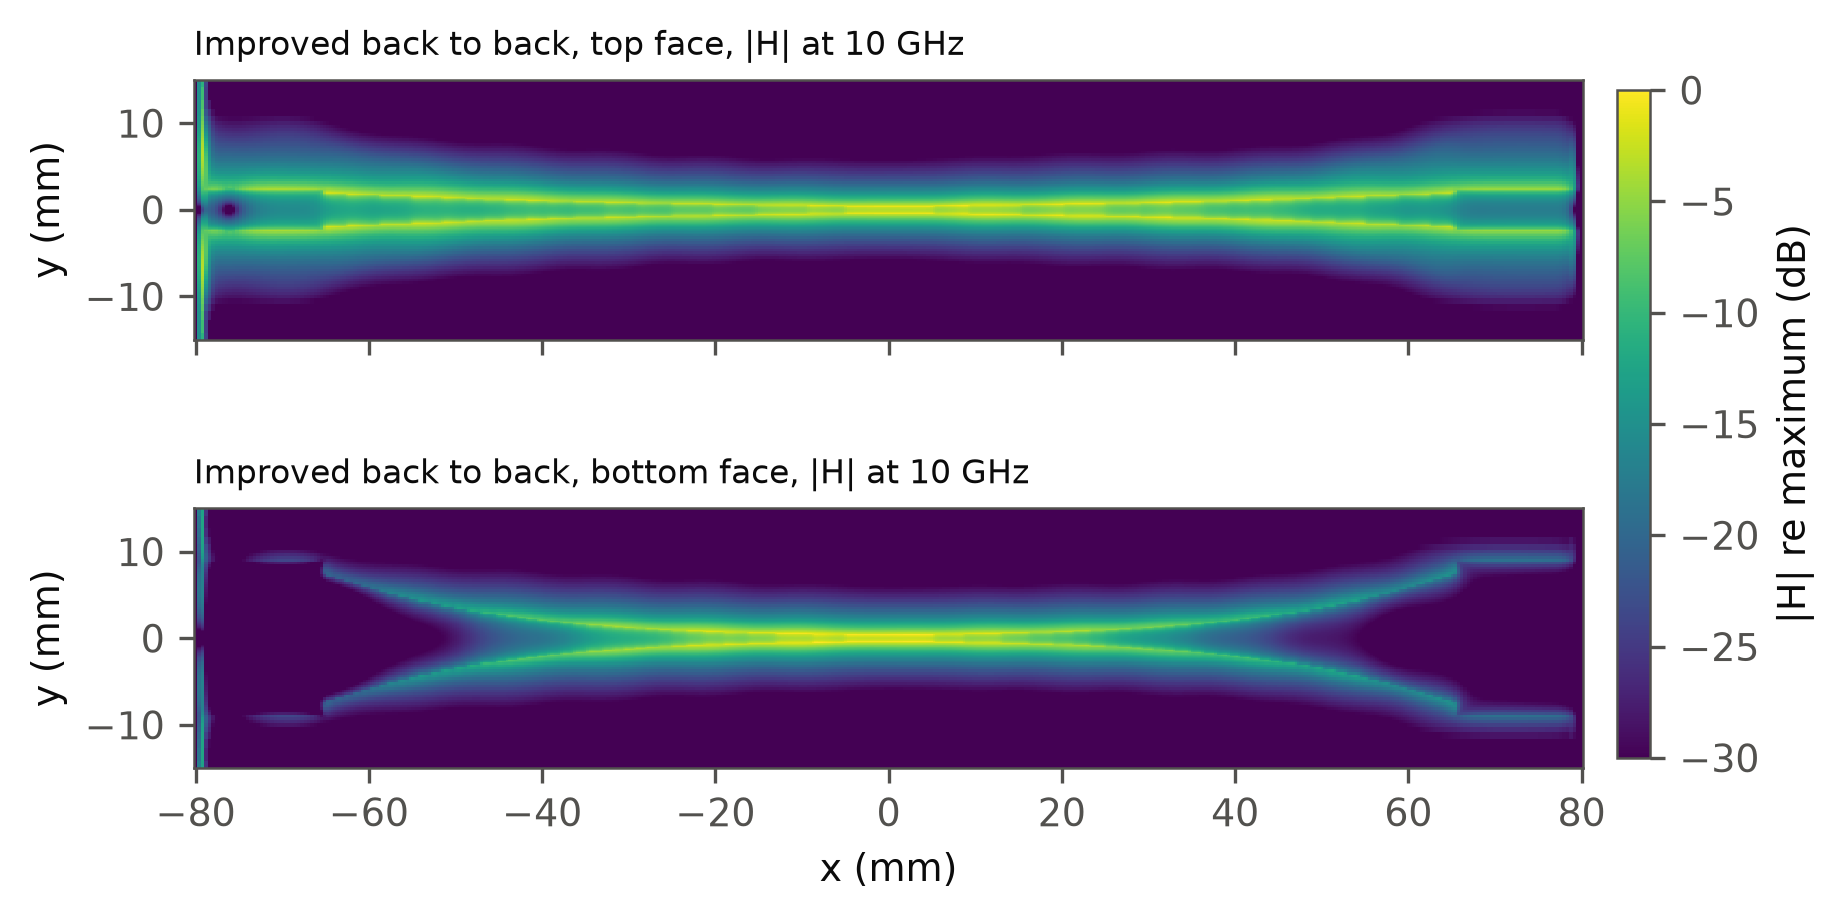 Improved back to back, top face, |H| at 10 GHz
10
0
−10
y (mm)
Improved back to back, bottom face, |H| at 10 GHz
10
0
−10
y (mm)
−80 −60 −40 −20 0 20 40 60 80
x (mm)
0
−5
−10
−15
−20
−25
−30
|H| re maximum (dB)